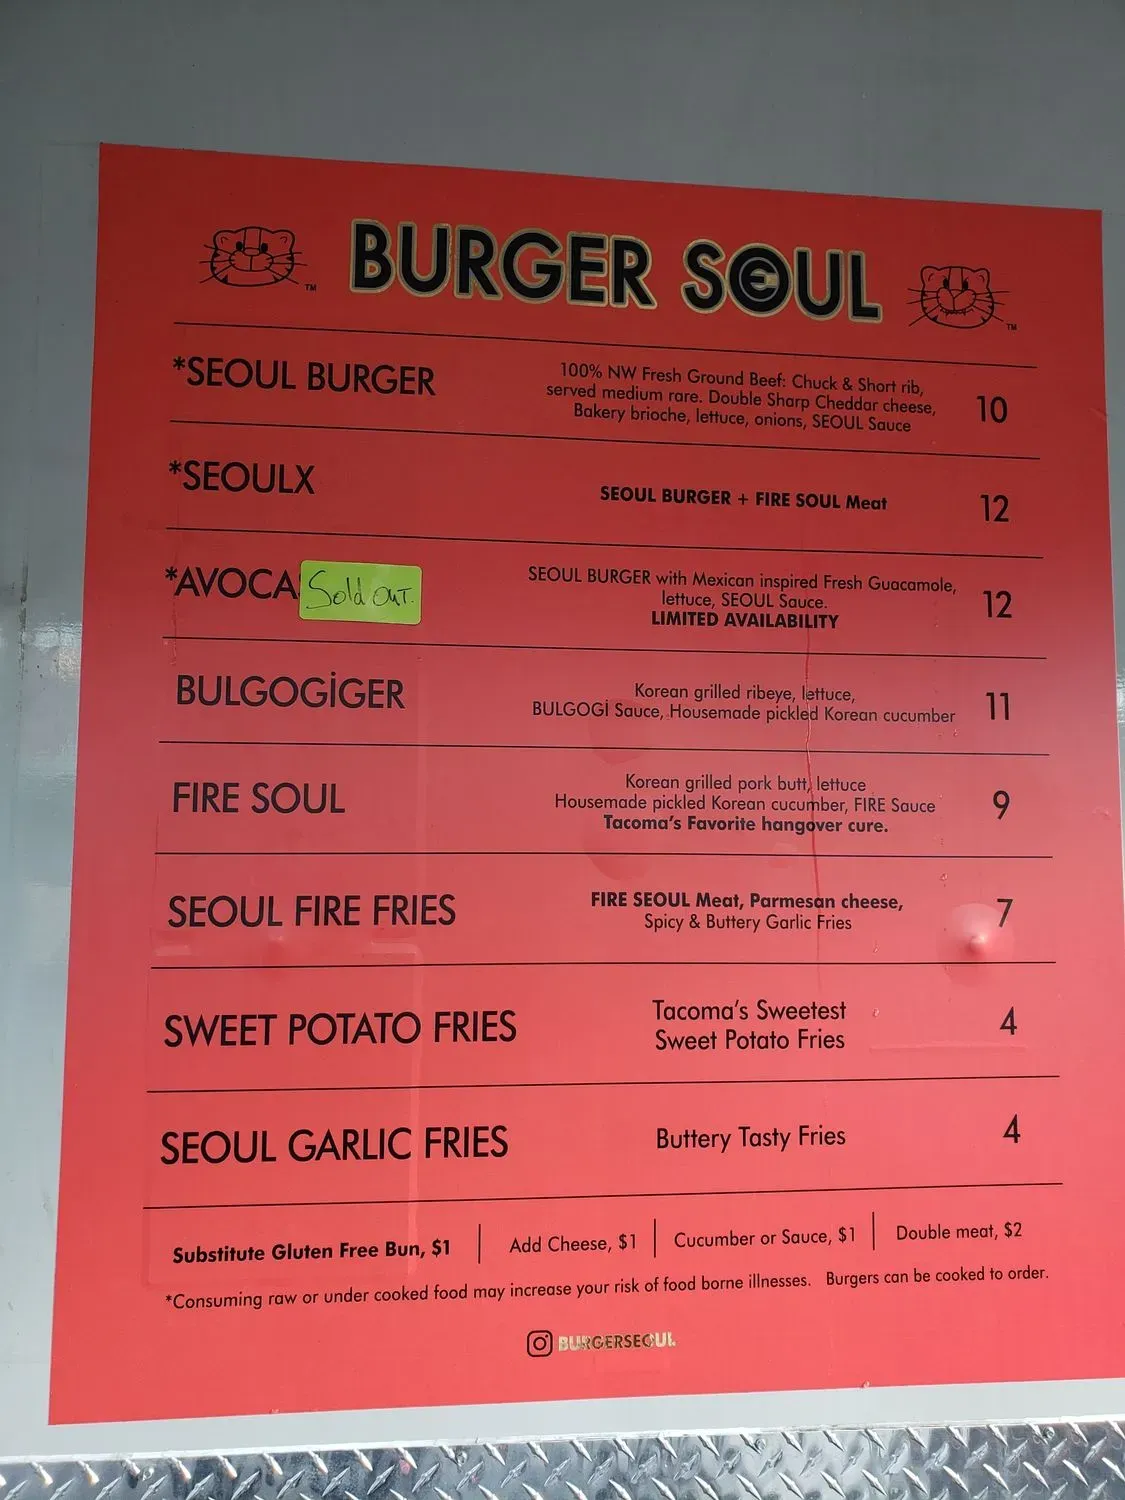 BURGER SEOUL
TM
TM
*SEOUL BURGER
100% NW Fresh Ground Beef: Chuck & Short rib,
served medium rare. Double Sharp Cheddar cheese,
Bakery brioche, lettuce, onions, SEOUL Sauce
10
*SEOULX
SEOUL BURGER + FIRE SOUL Meat
12
*AVOCA
Sold out.
SEOUL BURGER with Mexican inspired Fresh Guacamole,
lettuce, SEOUL Sauce.
LIMITED AVAILABILITY
12
BULGOGİGER
Korean grilled ribeye, lettuce,
BULGOGİ Sauce, Housemade pickled Korean cucumber
11
FIRE SOUL
Korean grilled pork butt, lettuce
Housemade pickled Korean cucumber, FIRE Sauce
Tacoma's Favorite hangover cure.
9
SEOUL FIRE FRIES
FIRE SEOUL Meat, Parmesan cheese,
Spicy & Buttery Garlic Fries
7
SWEET POTATO FRIES
Tacoma's Sweetest
Sweet Potato Fries
4
SEOUL GARLIC FRIES
Buttery Tasty Fries
4
Substitute Gluten Free Bun, $1 | Add Cheese, $1 | Cucumber or Sauce, $1 | Double meat, $2
*Consuming raw or under cooked food may increase your risk of food borne illnesses. Burgers can be cooked to order.
BURGERSEOUL